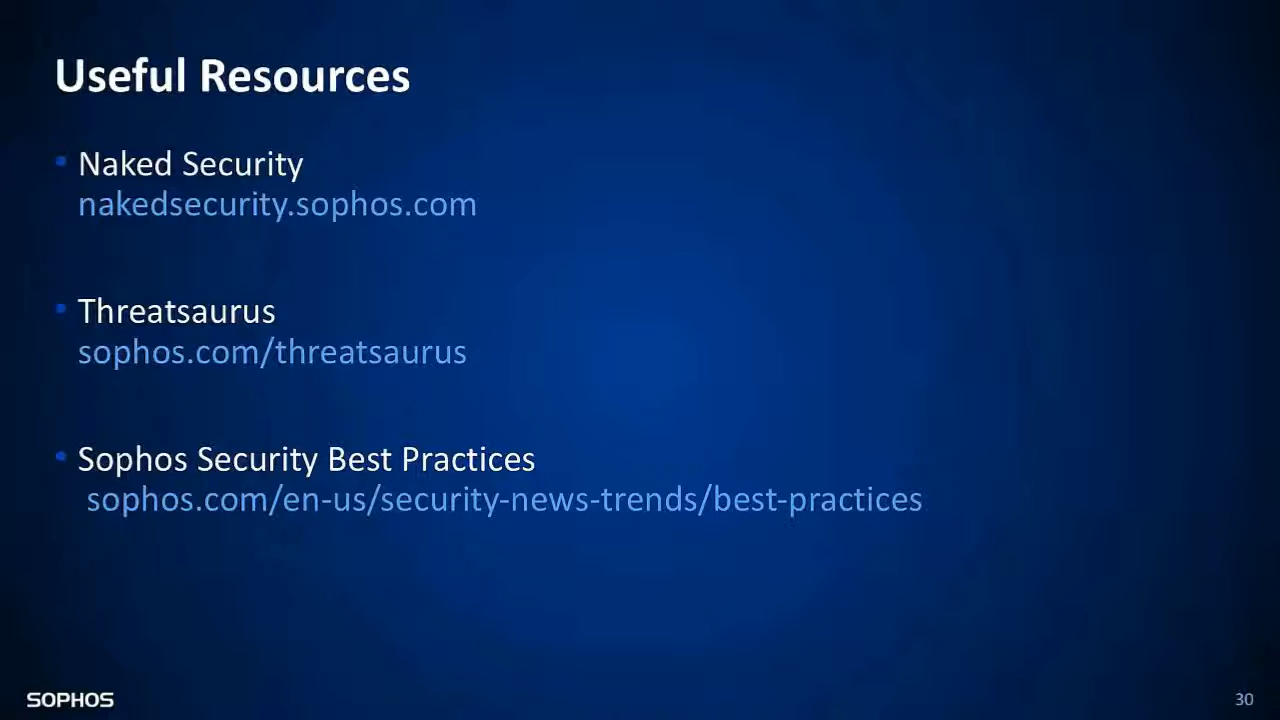 Useful Resources
Naked Security
nakedsecurity.sophos.com
Threatsaurus
sophos.com/threatsaurus
Sophos Security Best Practices
sophos.com/en-us/security-news-trends/best-practices
SOPHOS
30